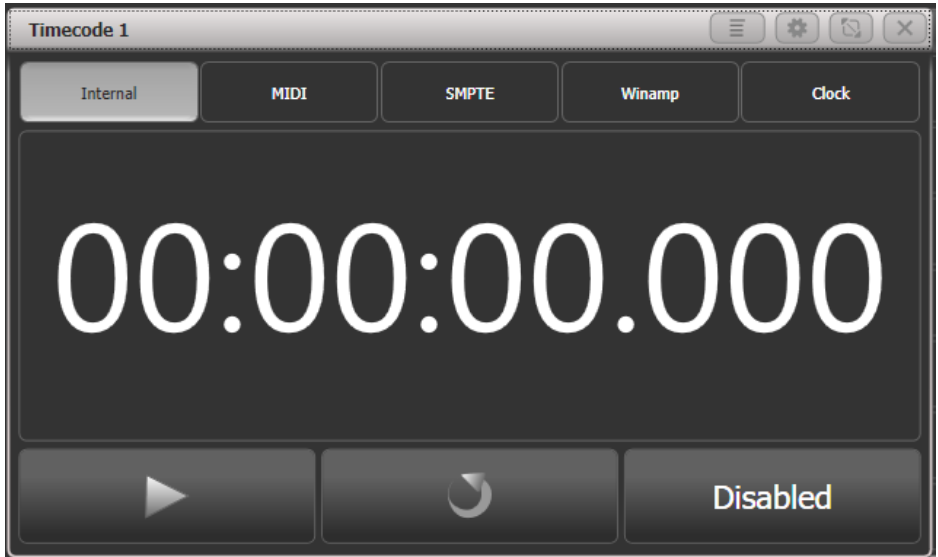 Timecode 1
Internal MIDI SMPTE Winamp Clock
00:00:00.000
Disabled